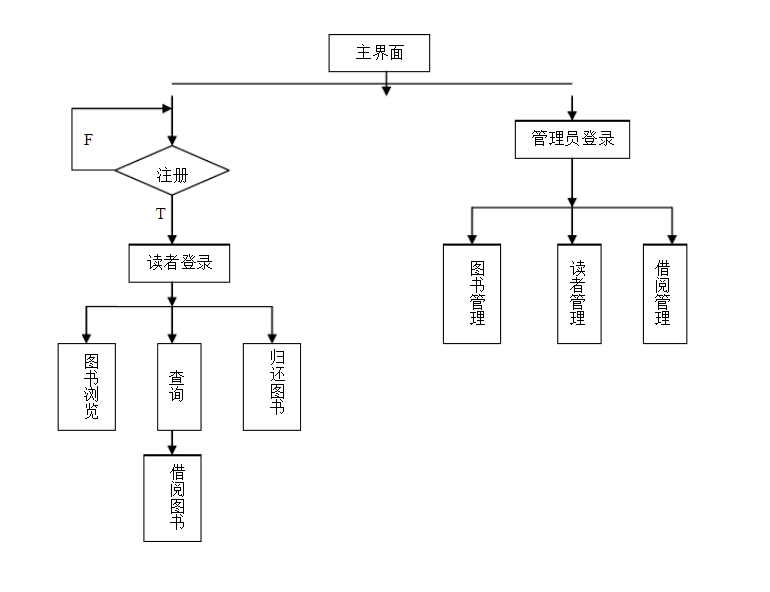 主界面
F
管理员登录
注册
T
读者登录
图书管理
读者管理
借阅管理
图书浏览
查询
归还图书
借阅图书